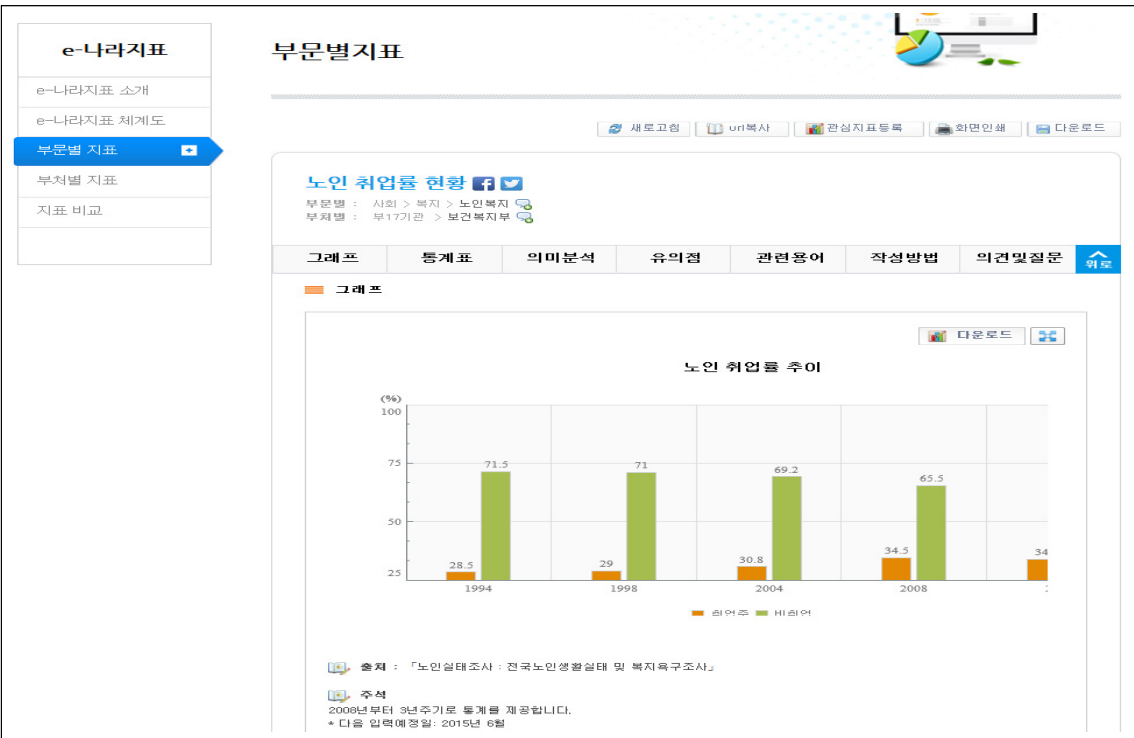 e-나라지표
e-나라지표 소개
e-나라지표 체계도
부문별 지표
부처별 지표
지표 비교
부문별지표
새로고침 url복사 관심지표등록 화면인쇄 다운로드
노인 취업률 현황
부문별 : 사회 > 복지 > 노인복지
부처별 : 부17기관 > 보건복지부
그래프 통계표 의미분석 유의점 관련용어 작성방법 의견및질문 위로
그래프
다운로드
노인 취업률 추이
(%)
100
75
50
25
71.5 71 69.2 65.5
28.5 29 30.8 34.5 34
1994 1998 2004 2008
취업중 비취업
출처 : 「노인실태조사 : 전국노인생활실태 및 복지욕구조사」
주석
2008년부터 3년주기로 통계를 제공합니다.
* 다음 입력예정일: 2015년 6월